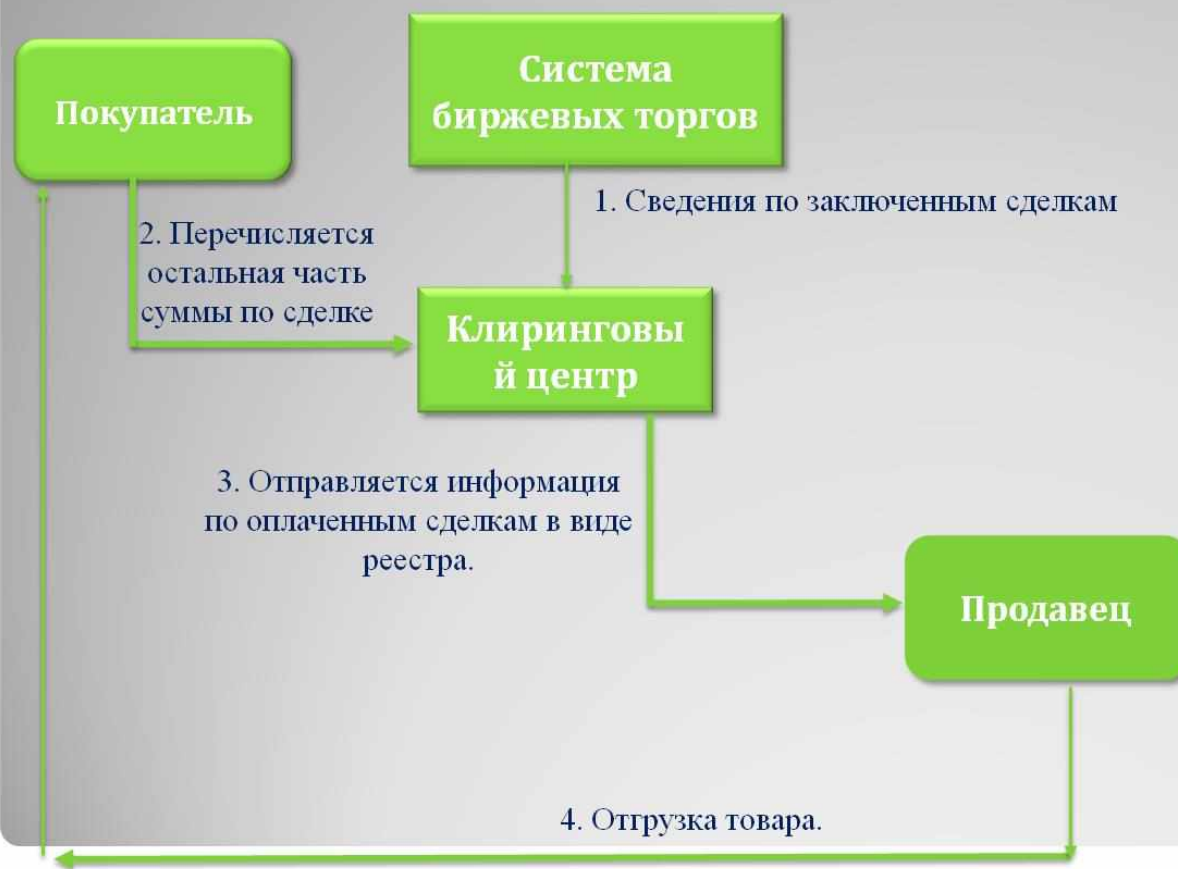 Система
биржевых торгов
Покупатель
1. Сведения по заключенным сделкам
2. Перечисляется
остальная часть
суммы по сделке
Клиринговы
й центр
3. Отправляется информация
по оплаченным сделкам в виде
реестра.
Продавец
4. Отгрузка товара.